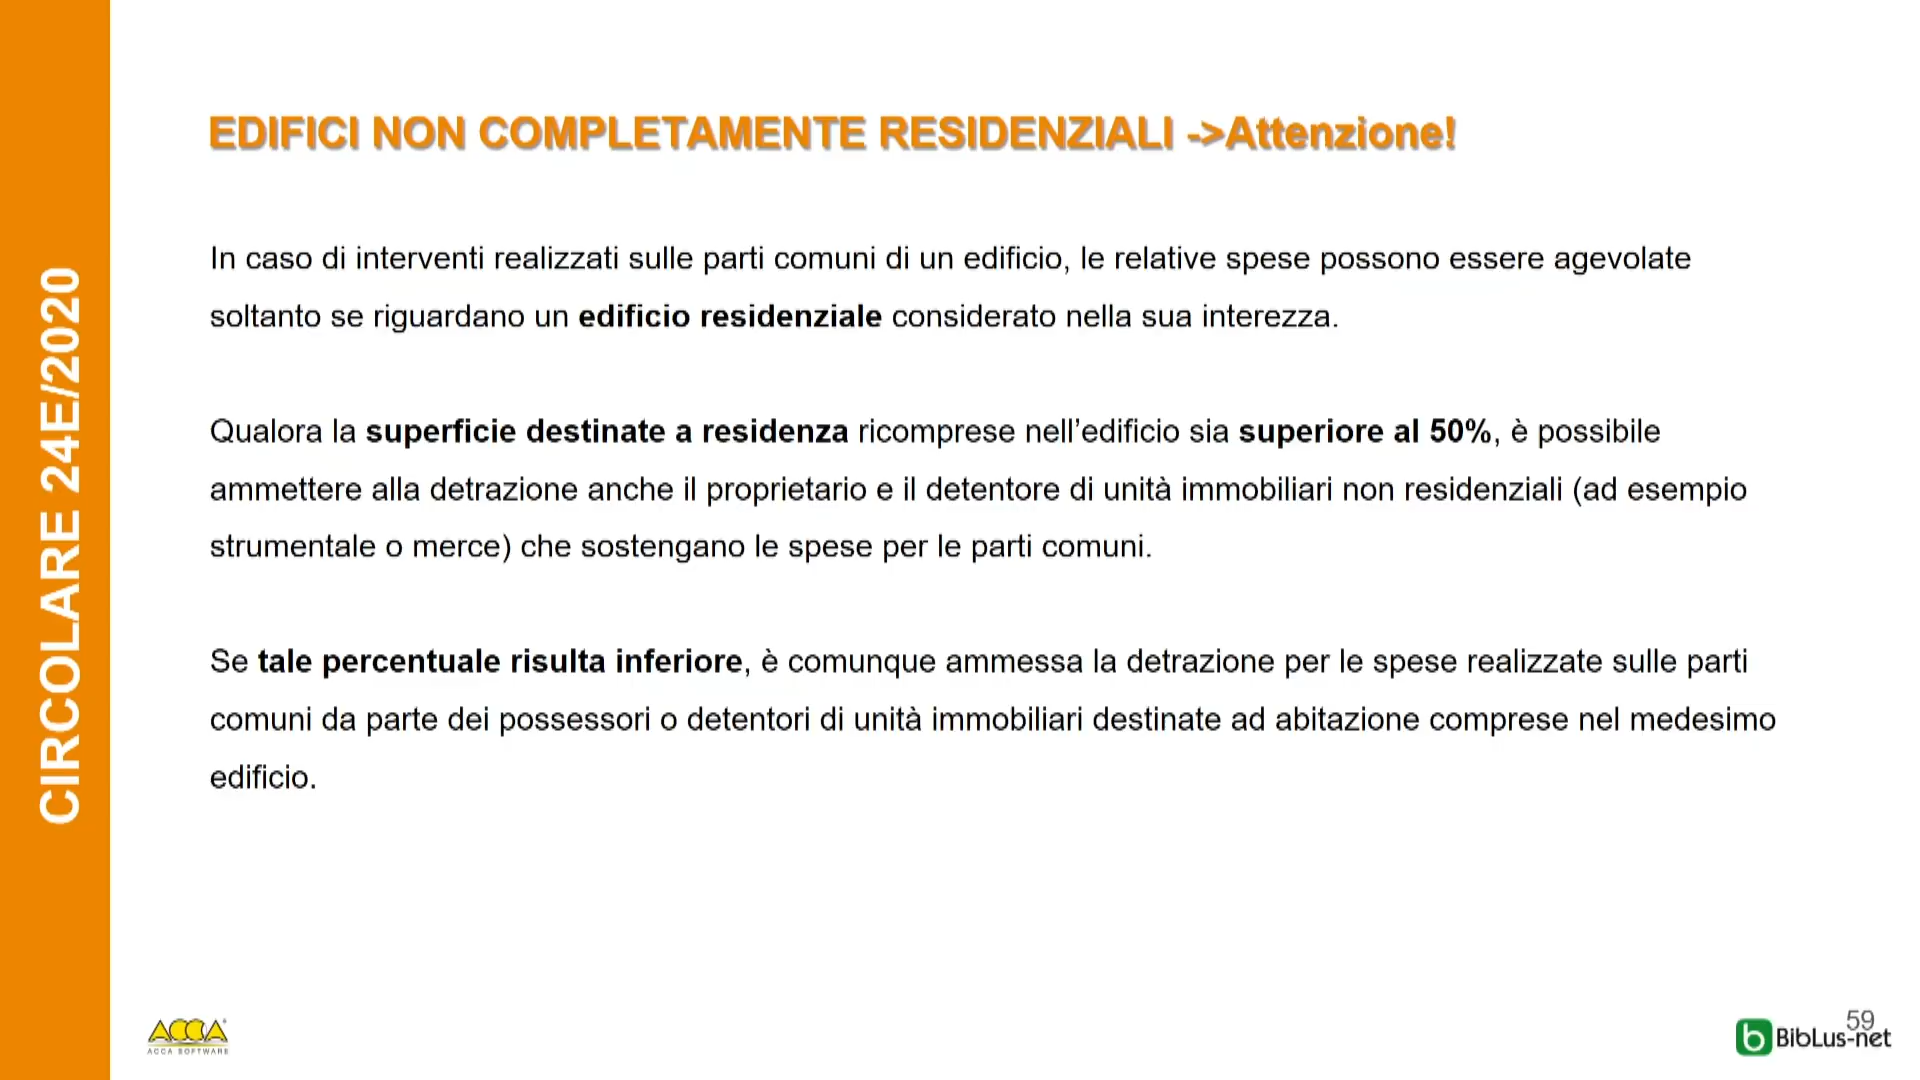 CIRCOLARE 24E/2020
EDIFICI NON COMPLETAMENTE RESIDENZIALI ->Attenzione!
In caso di interventi realizzati sulle parti comuni di un edificio, le relative spese possono essere agevolate
soltanto se riguardano un edificio residenziale considerato nella sua interezza.
Qualora la superficie destinate a residenza ricomprese nell'edificio sia superiore al 50%, è possibile
ammettere alla detrazione anche il proprietario e il detentore di unità immobiliari non residenziali (ad esempio
strumentale o merce) che sostengano le spese per le parti comuni.
Se tale percentuale risulta inferiore, è comunque ammessa la detrazione per le spese realizzate sulle parti
comuni da parte dei possessori o detentori di unità immobiliari destinate ad abitazione comprese nel medesimo
edificio.
ACCA
ACCA SOFTWARE
59
b BibLus-net